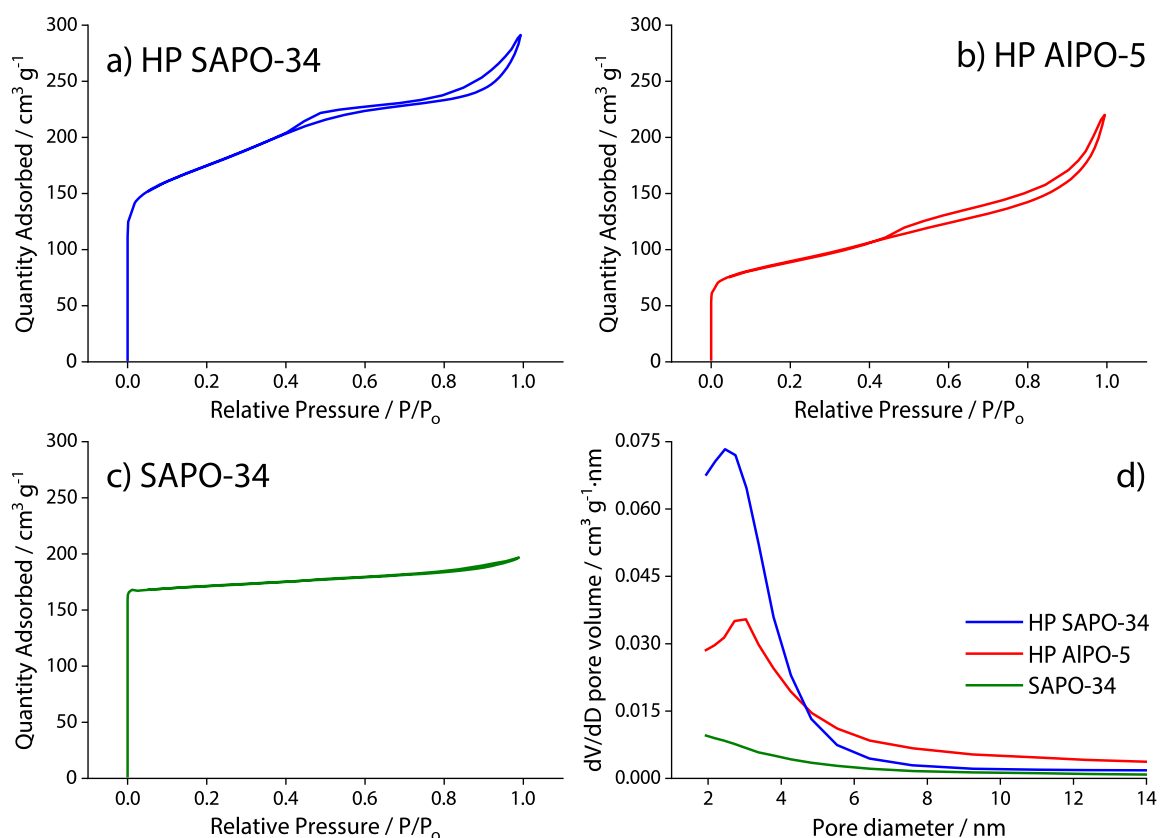 a) HP SAPO-34
300
250
200
150
100
50
0
Quantity Adsorbed / cm³ g⁻¹
0.0 0.2 0.4 0.6 0.8 1.0
Relative Pressure / P/Pₒ
b) HP AlPO-5
300
250
200
150
100
50
0
Quantity Adsorbed / cm³ g⁻¹
0.0 0.2 0.4 0.6 0.8 1.0
Relative Pressure / P/Pₒ
c) SAPO-34
300
250
200
150
100
50
0
Quantity Adsorbed / cm³ g⁻¹
0.0 0.2 0.4 0.6 0.8 1.0
Relative Pressure / P/Pₒ
d)
0.075
0.060
0.045
0.030
0.015
0.000
dV/dD pore volume / cm³ g⁻¹·nm
HP SAPO-34
HP AlPO-5
SAPO-34
2 4 6 8 10 12 14
Pore diameter / nm